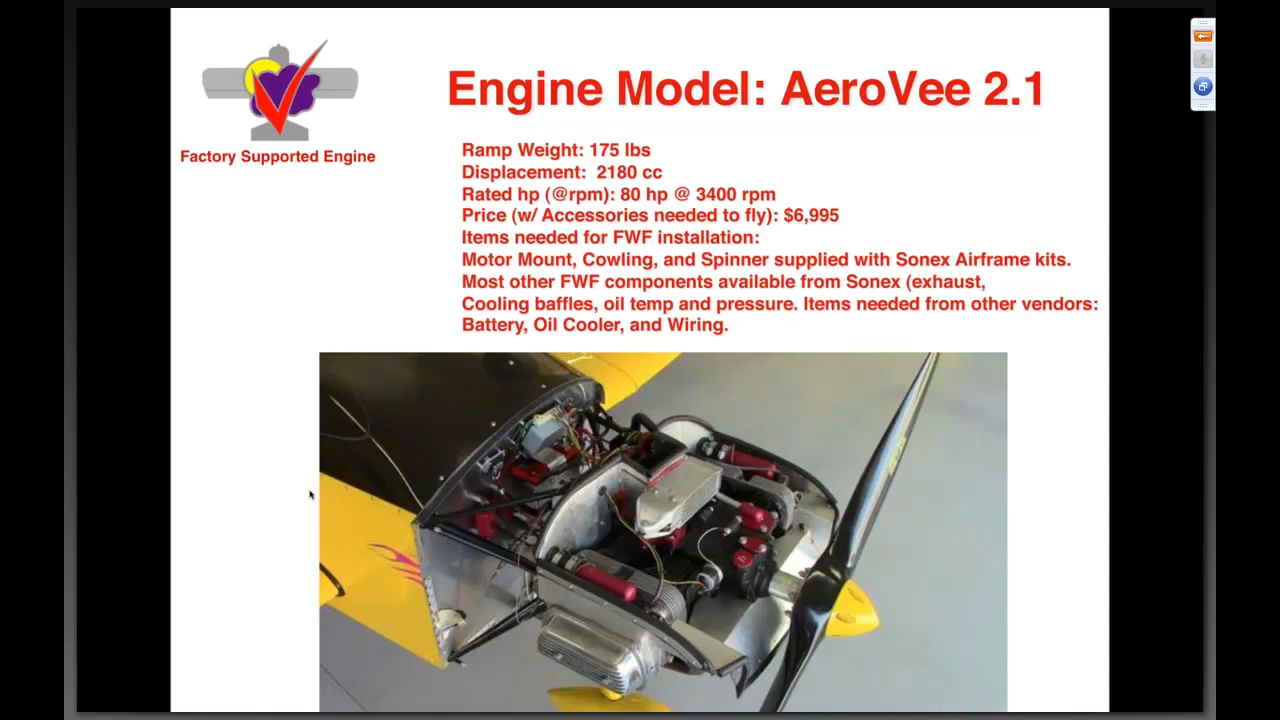 Engine Model: AeroVee 2.1
Factory Supported Engine
Ramp Weight: 175 lbs
Displacement:  2180 cc
Rated hp (@rpm): 80 hp @ 3400 rpm
Price (w/ Accessories needed to fly): $6,995
Items needed for FWF installation:
Motor Mount, Cowling, and Spinner supplied with Sonex Airframe kits.
Most other FWF components available from Sonex (exhaust,
Cooling baffles, oil temp and pressure. Items needed from other vendors:
Battery, Oil Cooler, and Wiring.